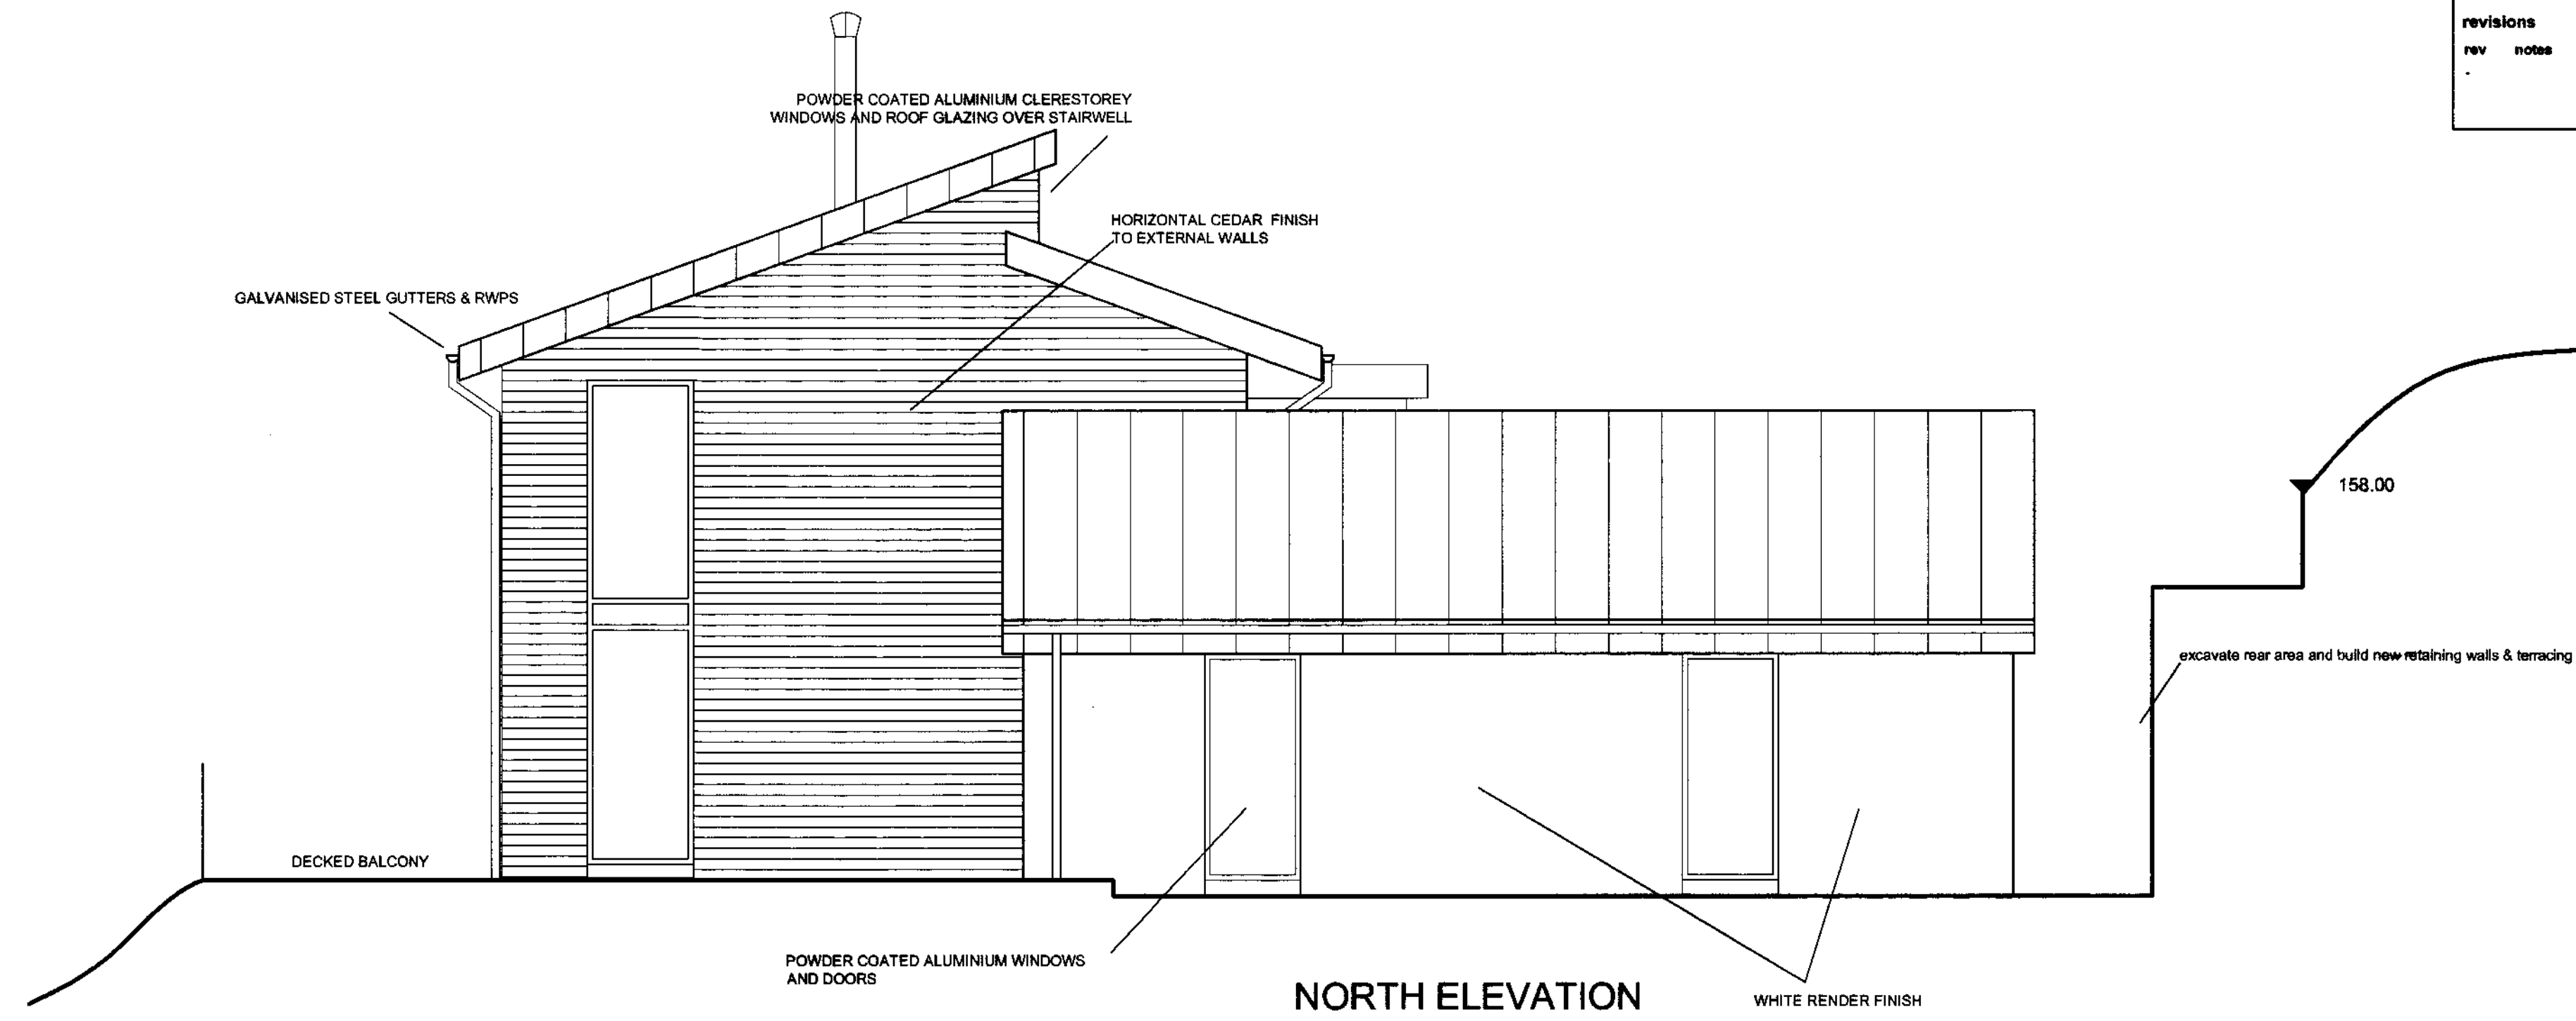 revisions
rev notes
POWDER COATED ALUMINIUM CLERESTOREY
WINDOWS AND ROOF GLAZING OVER STAIRWELL
HORIZONTAL CEDAR FINISH
TO EXTERNAL WALLS
GALVANISED STEEL GUTTERS & RWPS
158.00
excavate rear area and build new retaining walls & terracing
DECKED BALCONY
POWDER COATED ALUMINIUM WINDOWS
AND DOORS
NORTH ELEVATION
WHITE RENDER FINISH